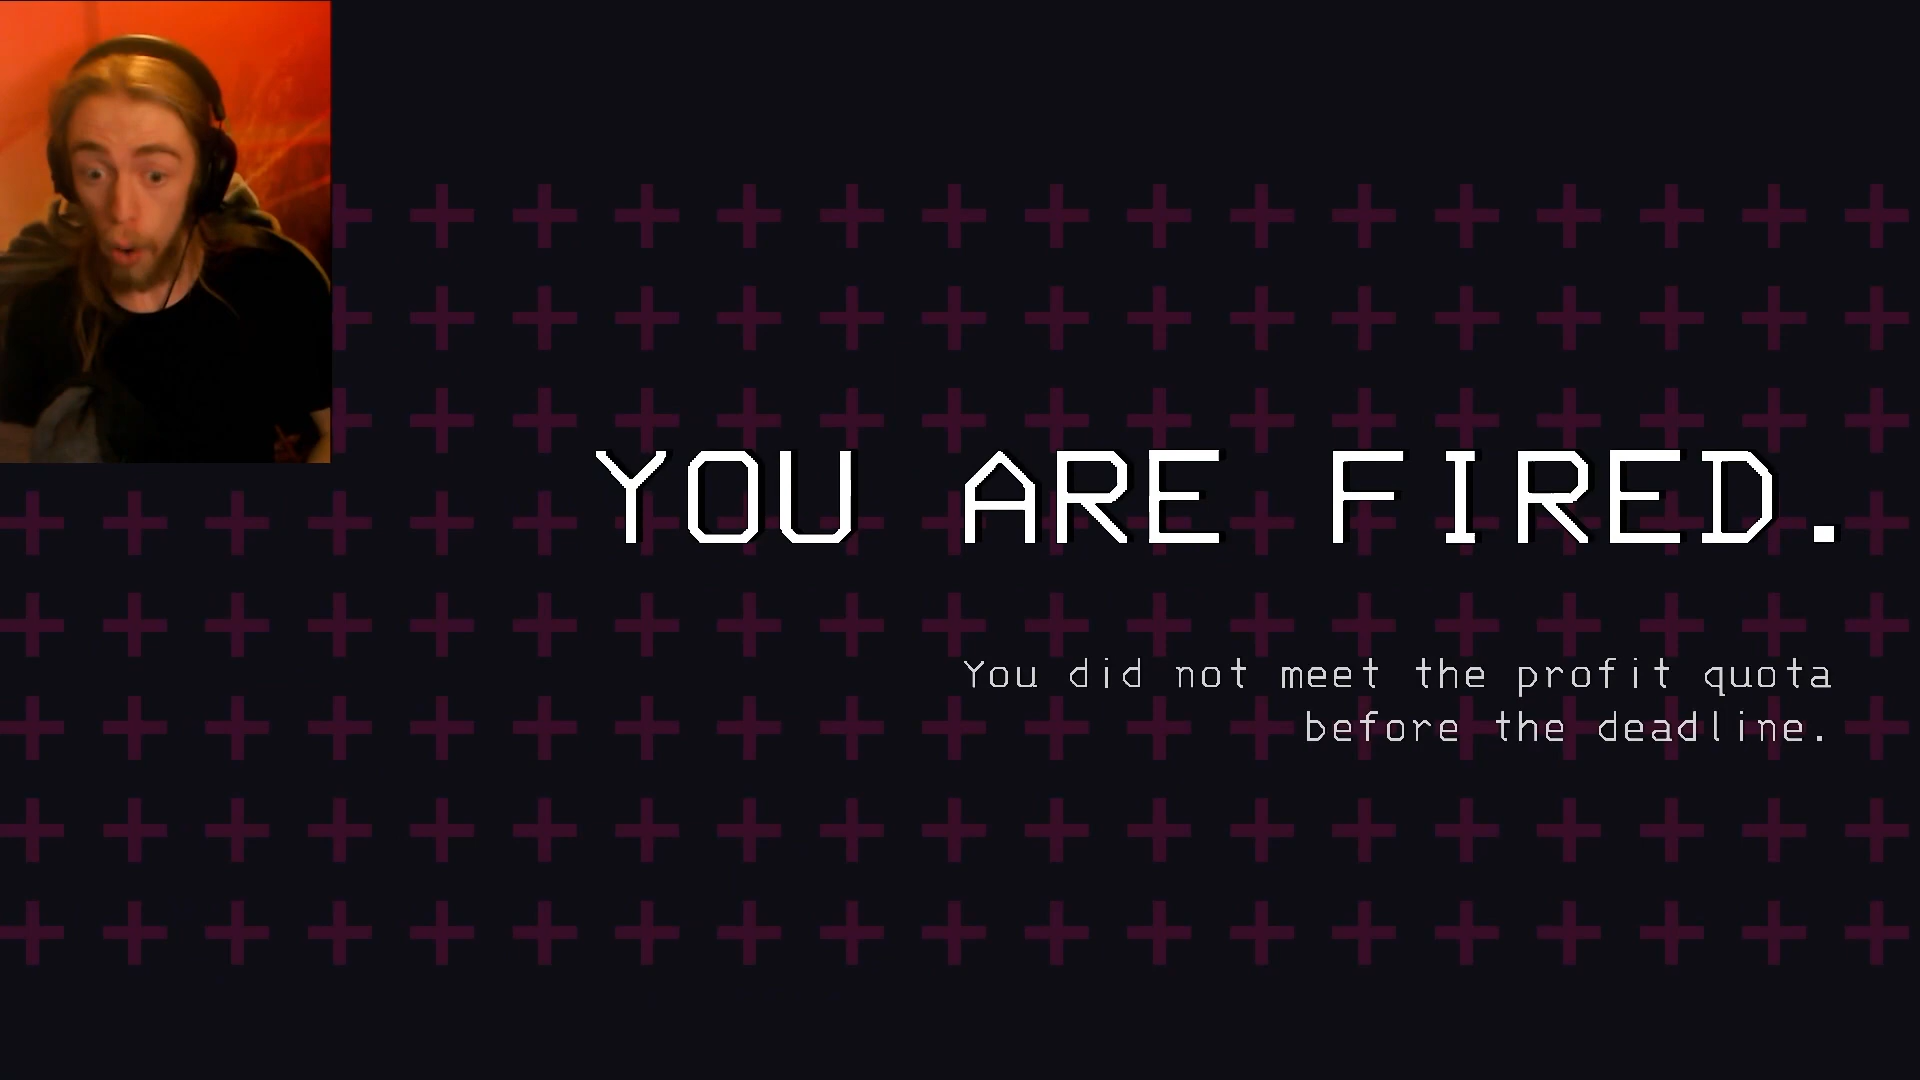 YOU ARE FIRED.
You did not meet the profit quota
before the deadline.